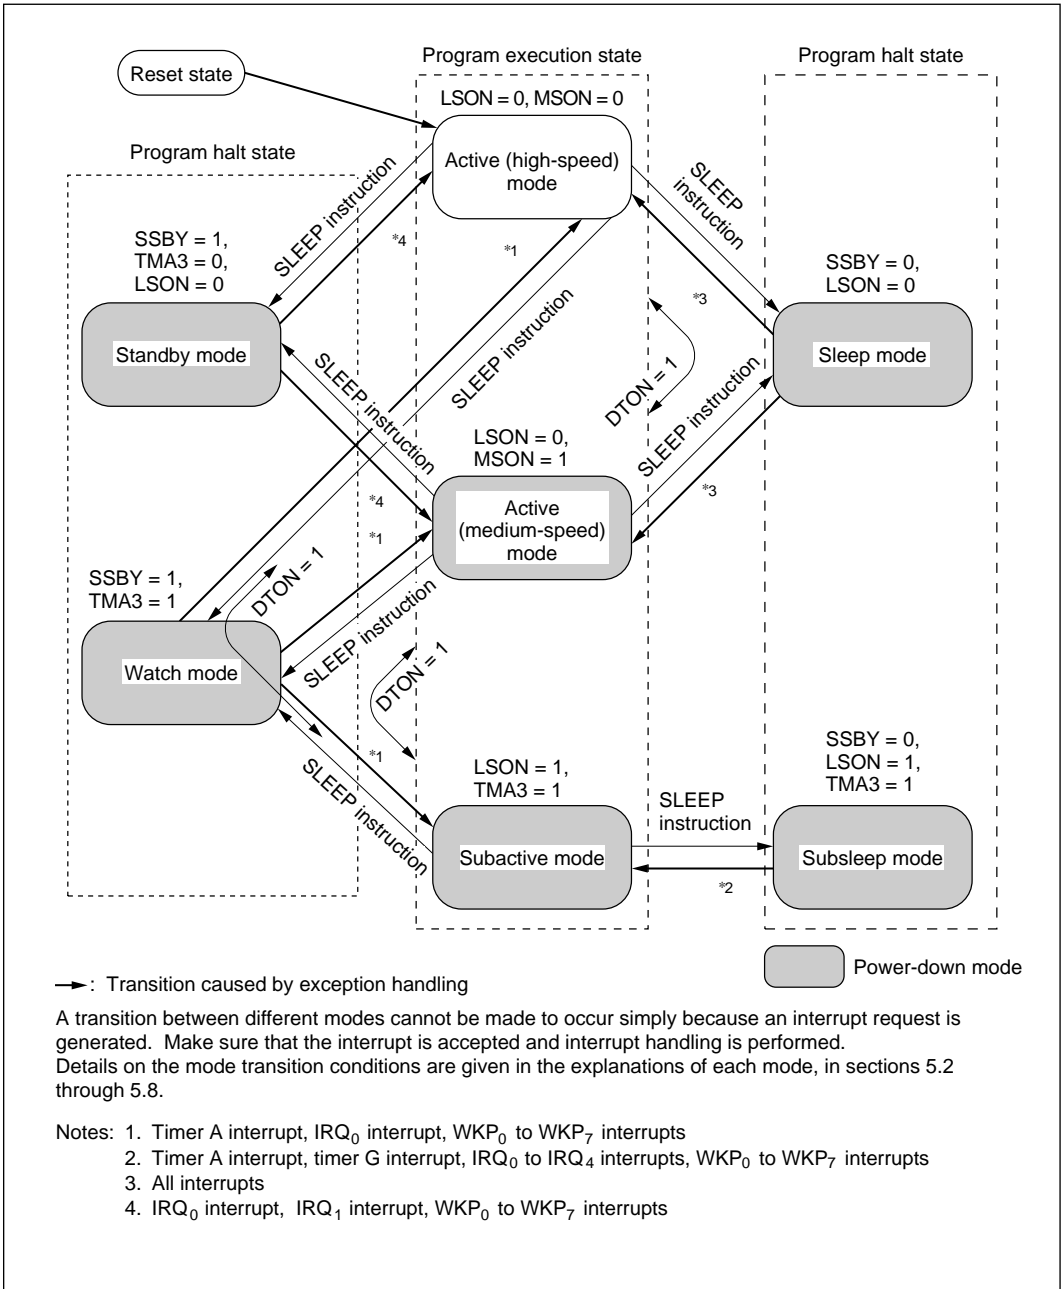 Program execution state
Program halt state
Reset state
LSON = 0, MSON = 0
Program halt state
Active (high-speed)
mode
SLEEP instruction
SLEEP
instruction
*4
*1
SSBY = 1,
TMA3 = 0,
LSON = 0
SSBY = 0,
LSON = 0
*3
Standby mode
SLEEP instruction
SLEEP instruction
DTON = 1
Sleep mode
SLEEP instruction
LSON = 0,
MSON = 1
*4
*3
Active
(medium-speed)
mode
*1
DTON = 1
SSBY = 1,
TMA3 = 1
SLEEP instruction
Watch mode
DTON = 1
*1
SLEEP instruction
LSON = 1,
TMA3 = 1
SSBY = 0,
LSON = 1,
TMA3 = 1
SLEEP
instruction
Subactive mode
Subsleep mode
*2
Power-down mode
: Transition caused by exception handling
A transition between different modes cannot be made to occur simply because an interrupt request is
generated. Make sure that the interrupt is accepted and interrupt handling is performed.
Details on the mode transition conditions are given in the explanations of each mode, in sections 5.2
through 5.8.
Notes: 1. Timer A interrupt, IRQ0 interrupt, WKP0 to WKP7 interrupts
2. Timer A interrupt, timer G interrupt, IRQ0 to IRQ4 interrupts, WKP0 to WKP7 interrupts
3. All interrupts
4. IRQ0 interrupt, IRQ1 interrupt, WKP0 to WKP7 interrupts